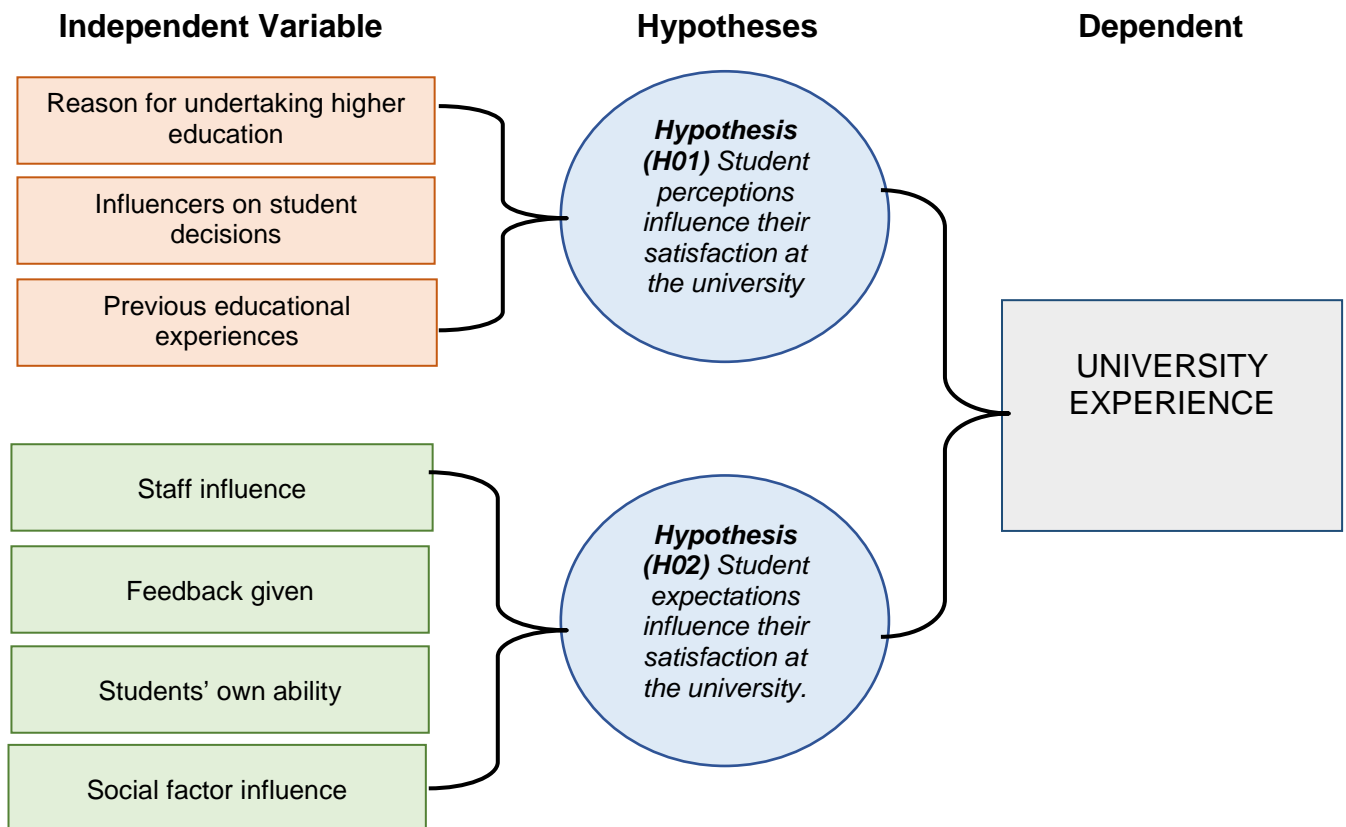 Independent Variable
Hypotheses
Dependent
Reason for undertaking higher
education
Influencers on student
decisions
Previous educational
experiences
Staff influence
Feedback given
Students’ own ability
Social factor influence
Hypothesis
(H01) Student
perceptions
influence their
satisfaction at
the university
Hypothesis
(H02) Student
expectations
influence their
satisfaction at
the university.
UNIVERSITY
EXPERIENCE